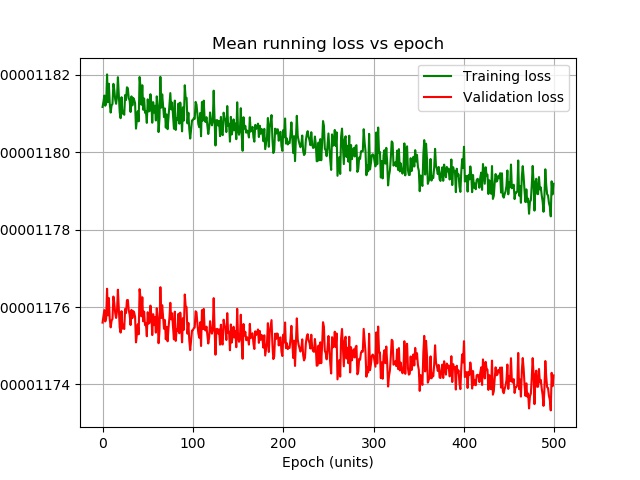 Mean running loss vs epoch
00001182
00001180
00001178
00001176
00001174
Training loss
Validation loss
0 100 200 300 400 500
Epoch (units)